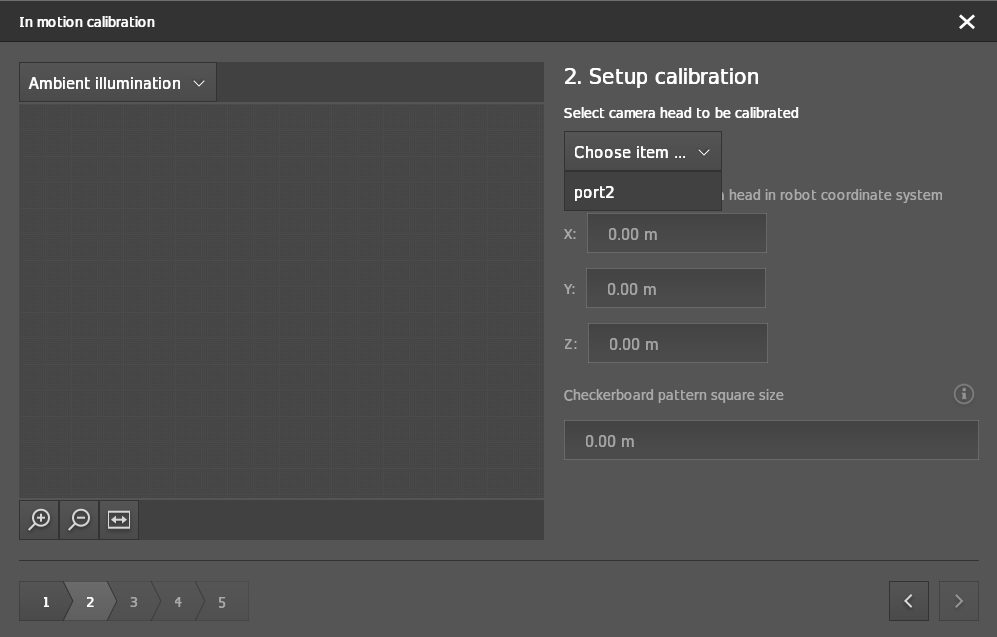 In motion calibration
Ambient illumination
2. Setup calibration
Select camera head to be calibrated
Choose item ...
port2
head in robot coordinate system
X: 0.00 m
Y: 0.00 m
Z: 0.00 m
Checkerboard pattern square size
0.00 m
1 2 3 4 5